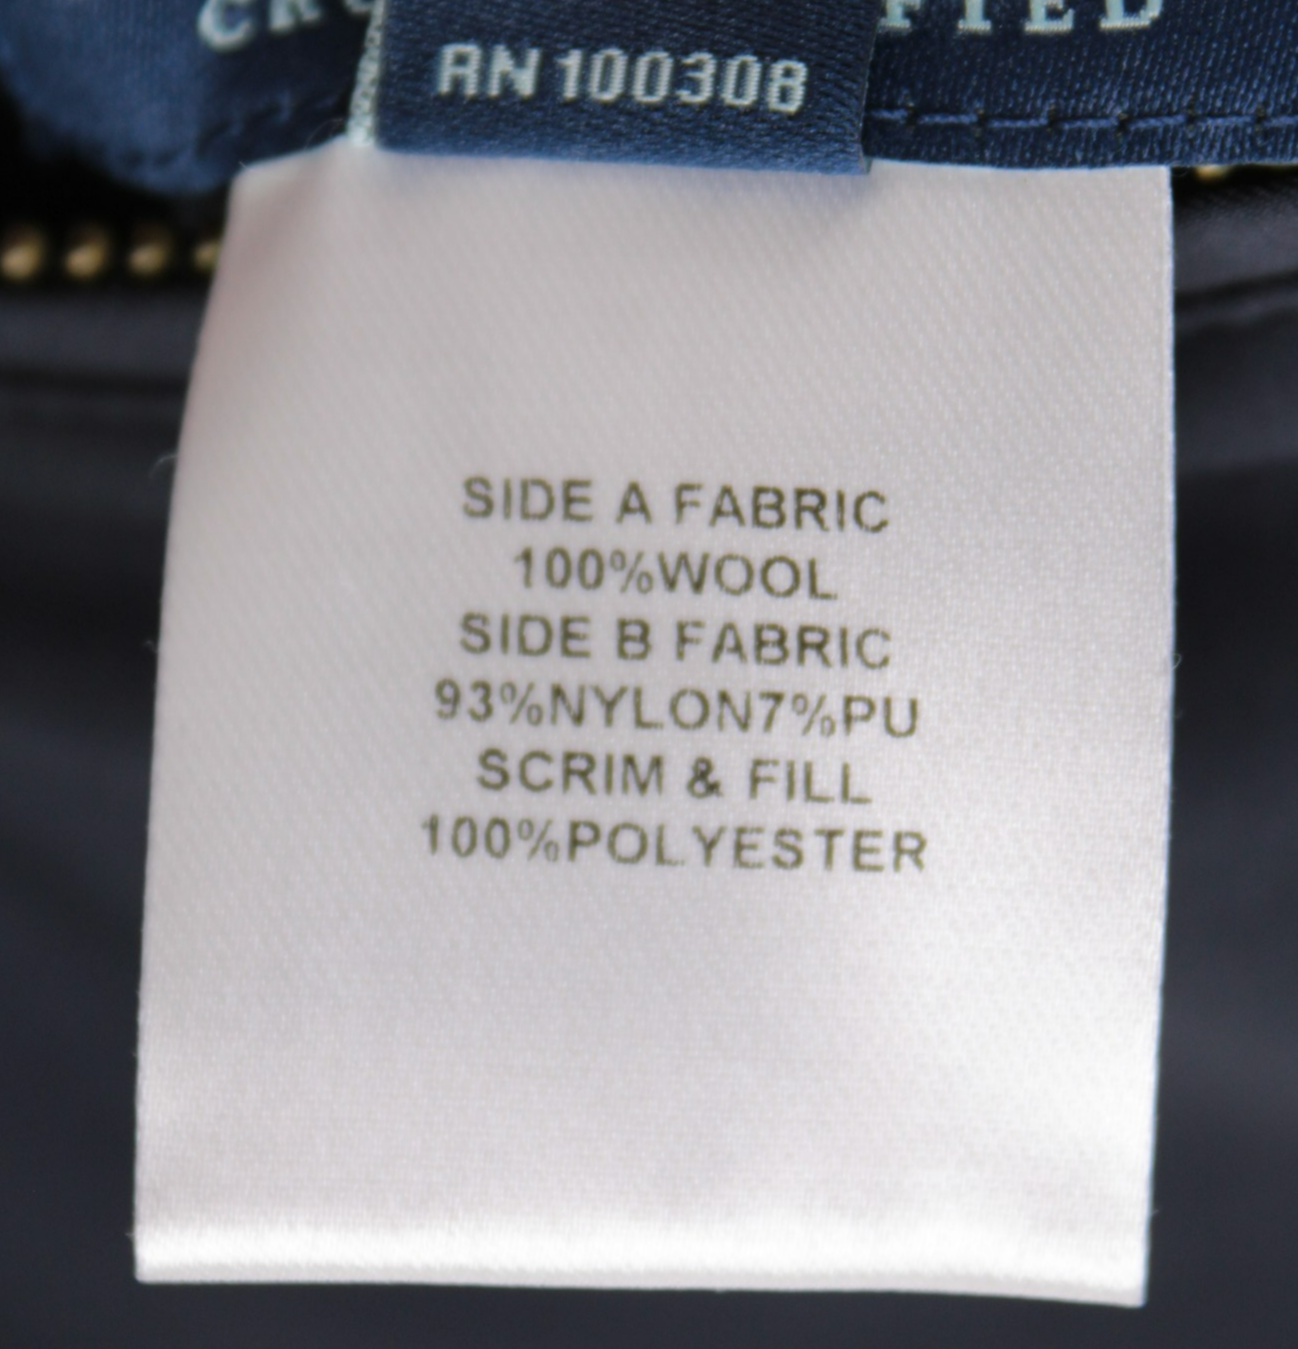 RN 100308
SIDE A FABRIC
100%WOOL
SIDE B FABRIC
93%NYLON7%PU
SCRIM & FILL
100%POLYESTER